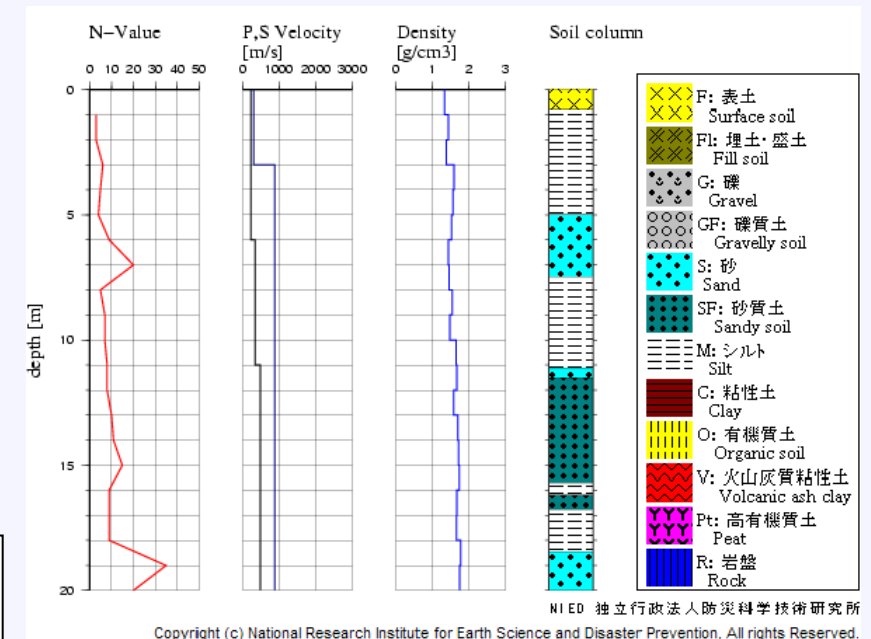 N-Value
P,S Velocity
[m/s]
Density
[g/cm3]
Soil column
0 10 20 30 40 50
0 1000 2000 3000
0 1 2 3
0
5
10
15
20
depth [m]
F: 表土
Surface soil
Fl: 埋土・盛土
Fill soil
G: 礫
Gravel
GF: 礫質土
Gravelly soil
S: 砂
Sand
SF: 砂質土
Sandy soil
M: シルト
Silt
C: 粘性土
Clay
O: 有機質土
Organic soil
V: 火山灰質粘性土
Volcanic ash clay
Pt: 高有機質土
Peat
R: 岩盤
Rock
NIED 独立行政法人防災科学技術研究所
Copyright (c) National Research Institute for Earth Science and Disaster Prevention, All rights Reserved.